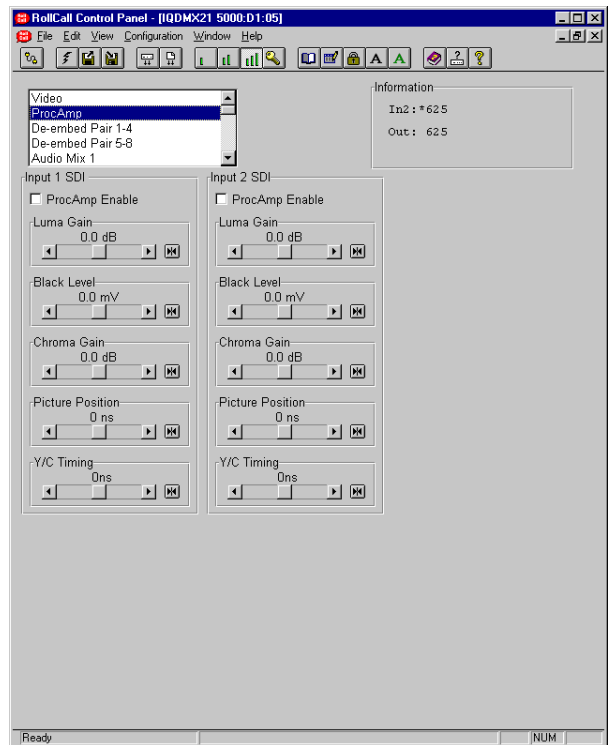 RollCall Control Panel - [IQDMX21 5000:D1:05]
File Edit View Configuration Window Help
A A
Video
ProcAmp
De-embed Pair 1-4
De-embed Pair 5-8
Audio Mix 1
Information
In2:*625
Out: 625
Input 1 SDI
ProcAmp Enable
Luma Gain
0.0 dB
Black Level
0.0 mV
Chroma Gain
0.0 dB
Picture Position
0 ns
Y/C Timing
0ns
Input 2 SDI
ProcAmp Enable
Luma Gain
0.0 dB
Black Level
0.0 mV
Chroma Gain
0.0 dB
Picture Position
0 ns
Y/C Timing
0ns
Ready
NUM